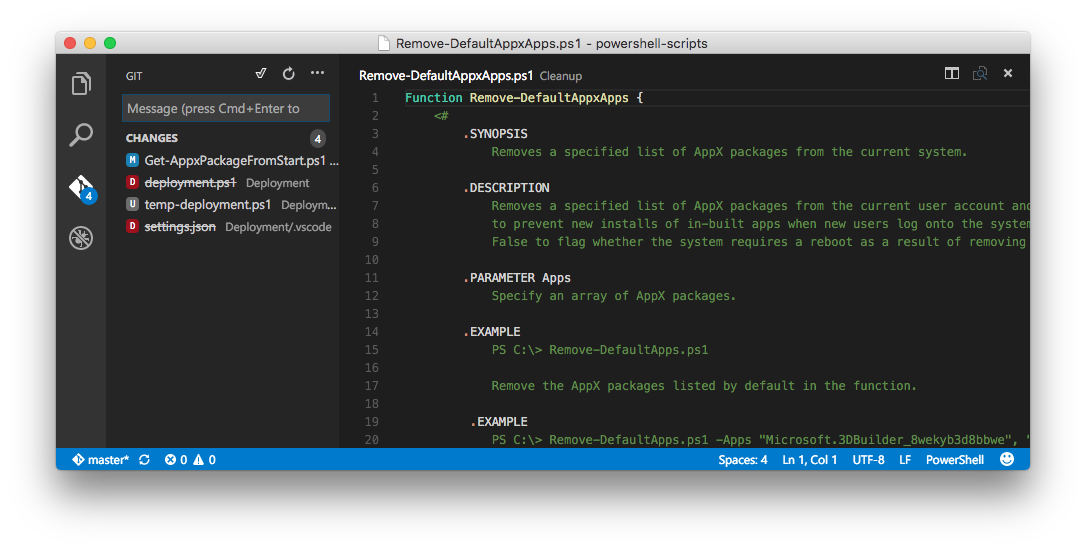 Remove-DefaultAppxApps.ps1 - powershell-scripts
GIT
Message (press Cmd+Enter to
CHANGES 4
M Get-AppxPackageFromStart.ps1 ...
D deployment.ps1 Deployment
U temp-deployment.ps1 Deploym...
D settings.json Deployment/.vscode
4
Remove-DefaultAppxApps.ps1 Cleanup
1 Function Remove-DefaultAppxApps {
2 <#
3 .SYNOPSIS
4 Removes a specified list of AppX packages from the current system.
5
6 .DESCRIPTION
7 Removes a specified list of AppX packages from the current user account and
8 to prevent new installs of in-built apps when new users log onto the system
9 False to flag whether the system requires a reboot as a result of removing
10
11 .PARAMETER Apps
12 Specify an array of AppX packages.
13
14 .EXAMPLE
15 PS C:\> Remove-DefaultApps.ps1
16
17 Remove the AppX packages listed by default in the function.
18
19 .EXAMPLE
20 PS C:\> Remove-DefaultApps.ps1 -Apps "Microsoft.3DBuilder_8wekyb3d8bbwe", "
master* 0 0 Spaces: 4 Ln 1, Col 1 UTF-8 LF PowerShell